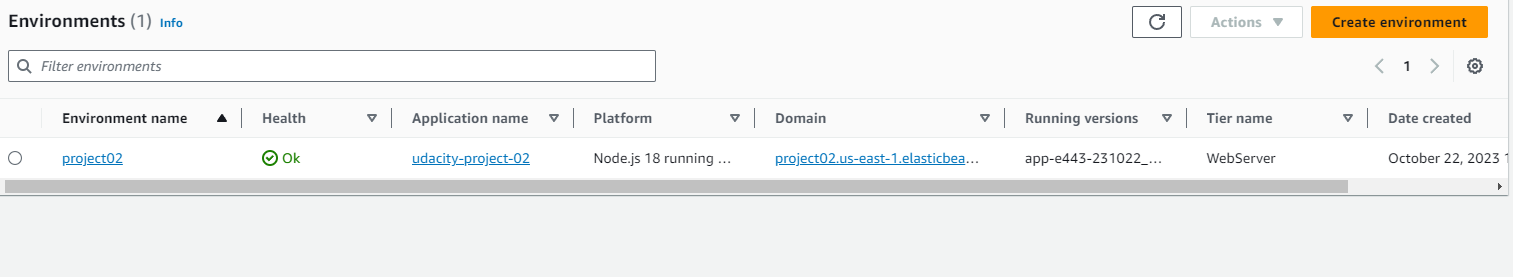 Environments (1) Info
Actions
Create environment
Filter environments
1
Environment name Health Application name Platform Domain Running versions Tier name Date created
project02 Ok udacity-project-02 Node.js 18 running ... project02.us-east-1.elasticbea... app-e443-231022_... WebServer October 22, 2023 1